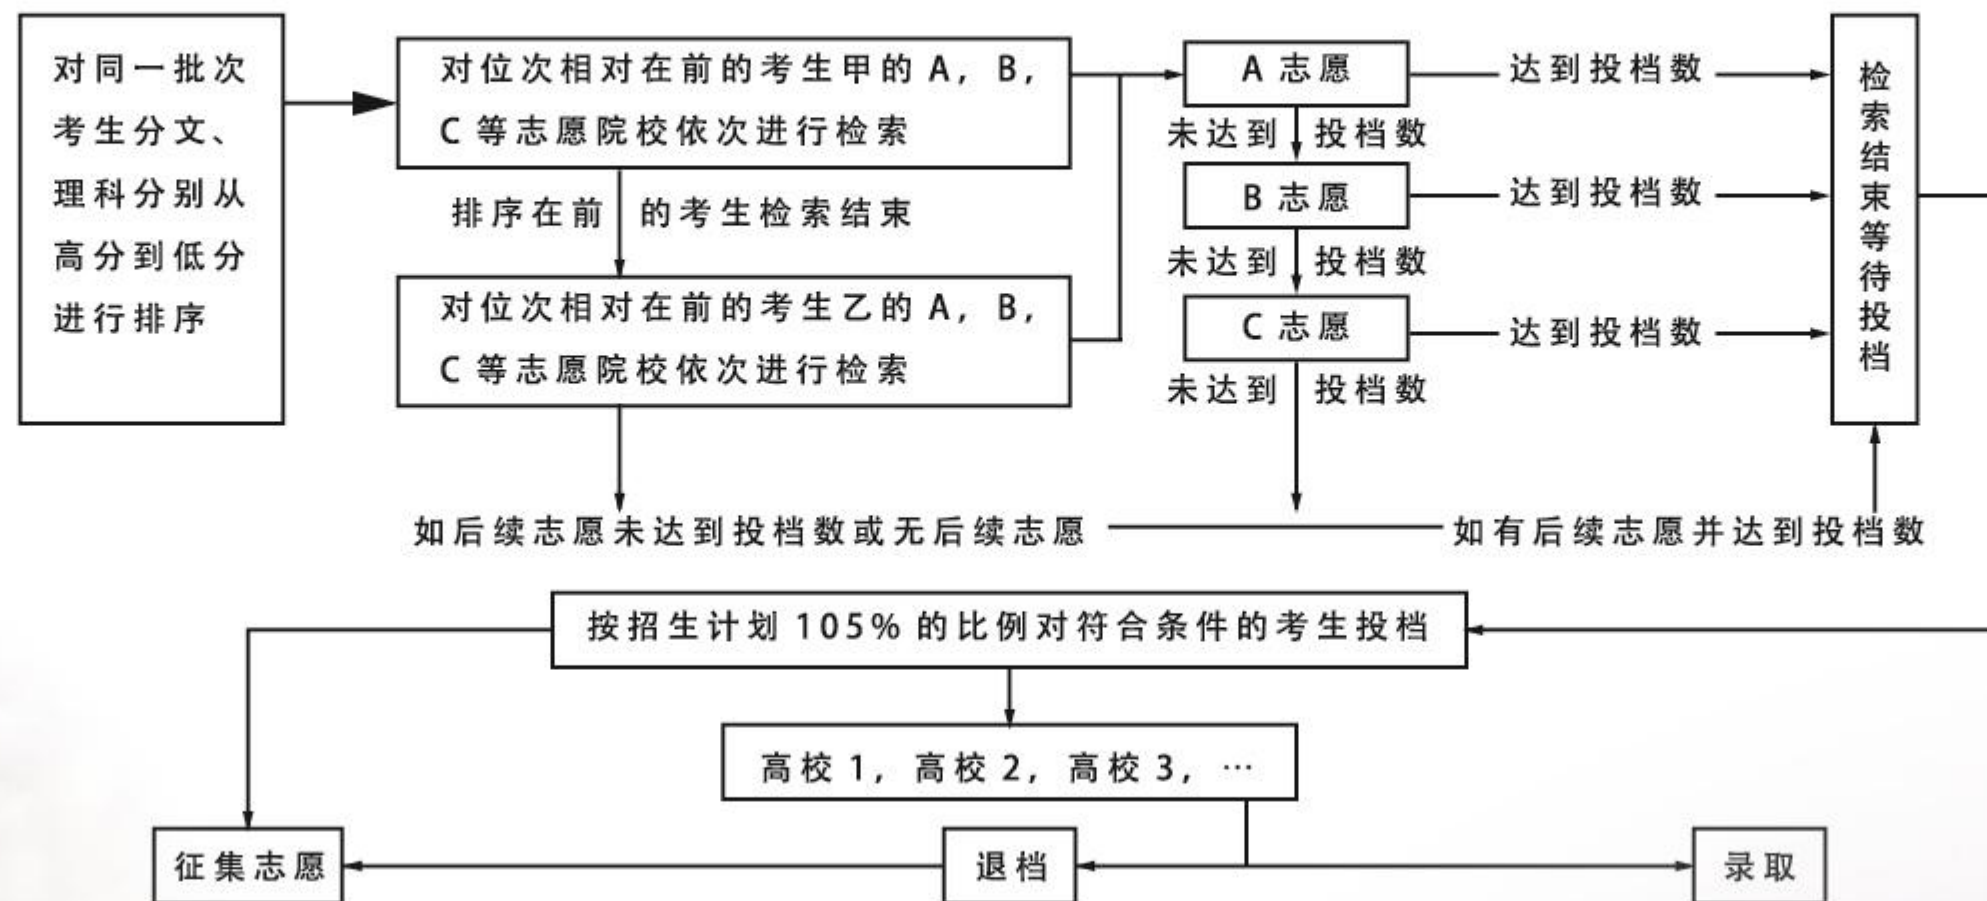 对同一批次
考生分文、
理科分别从
高分到低分
进行排序
对位次相对在前的考生甲的 A，B，
C 等志愿院校依次进行检索
排序在前 的考生检索结束
对位次相对在前的考生乙的 A，B，
C 等志愿院校依次进行检索
A 志愿
达到投档数
未达到 投档数
B 志愿
达到投档数
未达到 投档数
C 志愿
达到投档数
未达到 投档数
检索结束等待投档
如后续志愿未达到投档数或无后续志愿
如有后续志愿并达到投档数
按招生计划 105% 的比例对符合条件的考生投档
高校 1，高校 2，高校 3，…
征集志愿
退档
录取